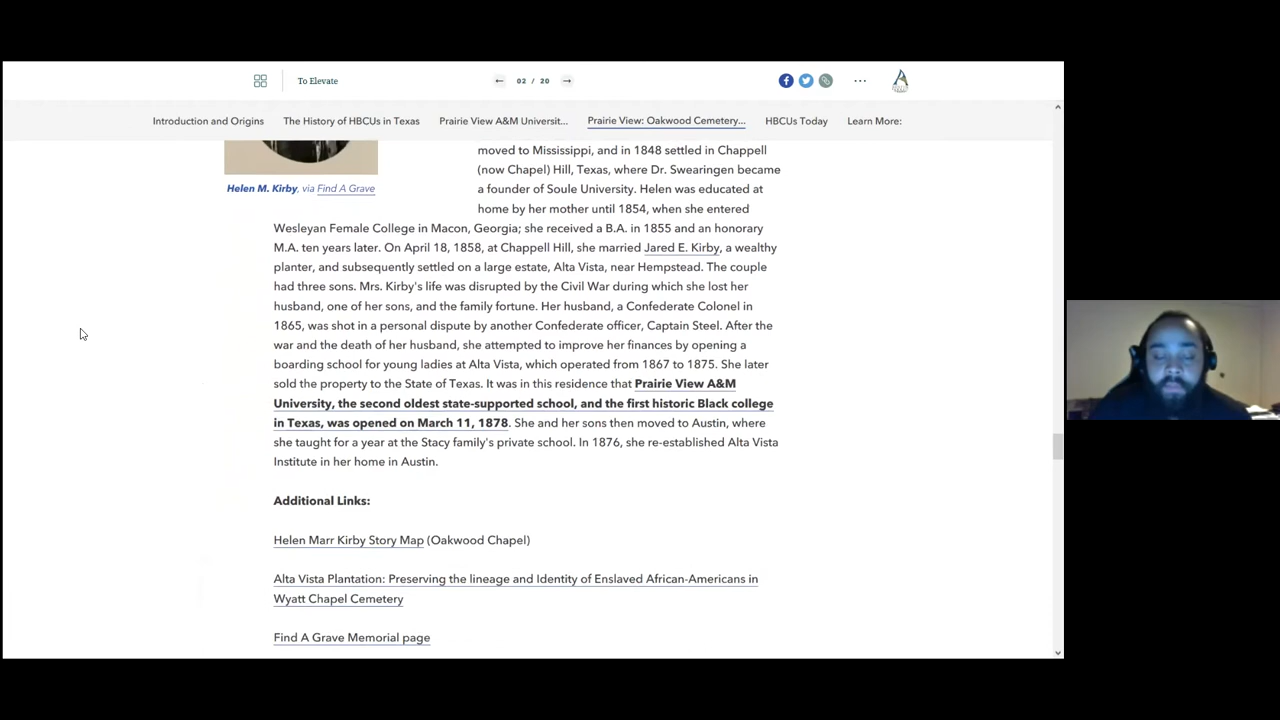 To Elevate
← 02 / 20 →
Introduction and Origins The History of HBCUs in Texas Prairie View A&M Universit... Prairie View: Oakwood Cemetery... HBCUs Today Learn More:
moved to Mississippi, and in 1848 settled in Chappell
(now Chapel) Hill, Texas, where Dr. Swearingen became
a founder of Soule University. Helen was educated at
home by her mother until 1854, when she entered
Helen M. Kirby, via Find A Grave
Wesleyan Female College in Macon, Georgia; she received a B.A. in 1855 and an honorary
M.A. ten years later. On April 18, 1858, at Chappell Hill, she married Jared E. Kirby, a wealthy
planter, and subsequently settled on a large estate, Alta Vista, near Hempstead. The couple
had three sons. Mrs. Kirby's life was disrupted by the Civil War during which she lost her
husband, one of her sons, and the family fortune. Her husband, a Confederate Colonel in
1865, was shot in a personal dispute by another Confederate officer, Captain Steel. After the
war and the death of her husband, she attempted to improve her finances by opening a
boarding school for young ladies at Alta Vista, which operated from 1867 to 1875. She later
sold the property to the State of Texas. It was in this residence that Prairie View A&M
University, the second oldest state-supported school, and the first historic Black college
in Texas, was opened on March 11, 1878. She and her sons then moved to Austin, where
she taught for a year at the Stacy family's private school. In 1876, she re-established Alta Vista
Institute in her home in Austin.
Additional Links:
Helen Marr Kirby Story Map (Oakwood Chapel)
Alta Vista Plantation: Preserving the lineage and Identity of Enslaved African-Americans in
Wyatt Chapel Cemetery
Find A Grave Memorial page